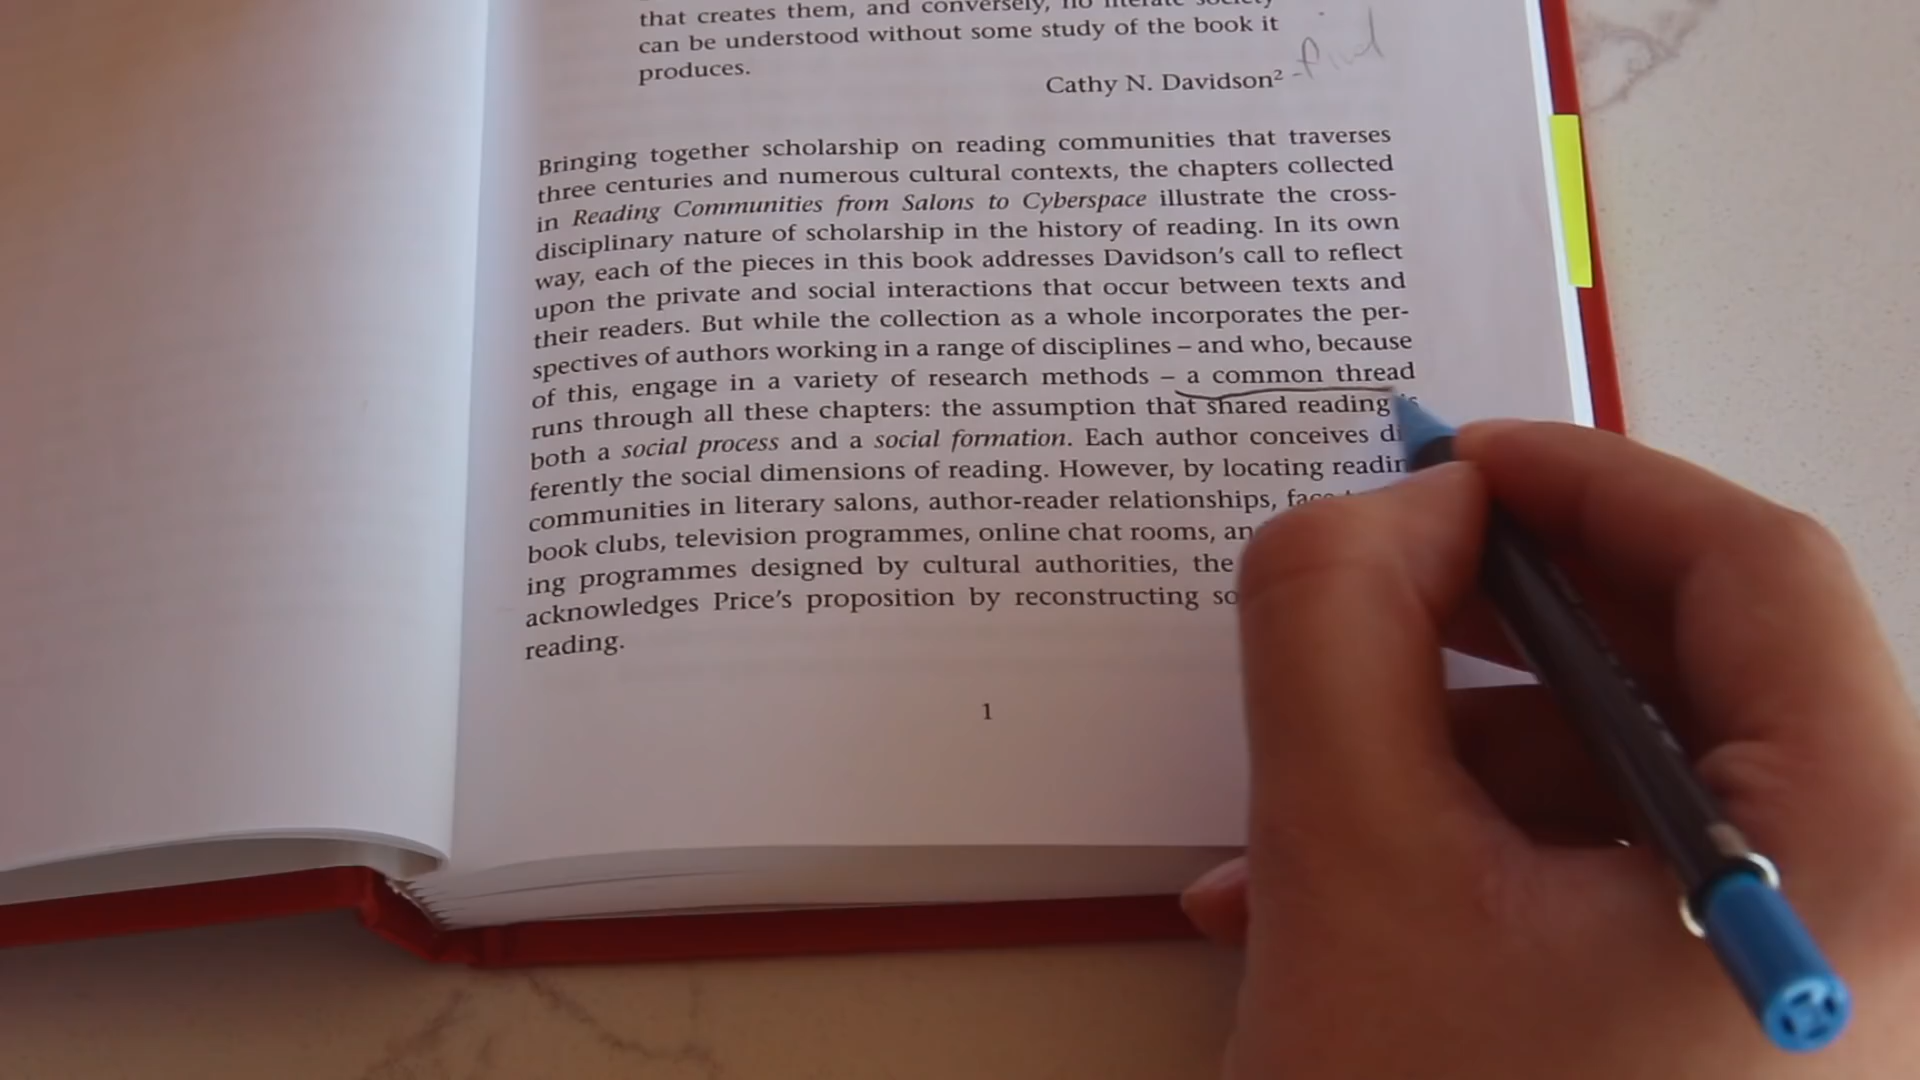 that creates them, and conversely, no literate society
can be understood without some study of the book it
produces.
Cathy N. Davidson² - find
Bringing together scholarship on reading communities that traverses
three centuries and numerous cultural contexts, the chapters collected
in Reading Communities from Salons to Cyberspace illustrate the cross-
disciplinary nature of scholarship in the history of reading. In its own
way, each of the pieces in this book addresses Davidson's call to reflect
upon the private and social interactions that occur between texts and
their readers. But while the collection as a whole incorporates the per-
spectives of authors working in a range of disciplines – and who, because
of this, engage in a variety of research methods – a common thread
runs through all these chapters: the assumption that shared reading
both a social process and a social formation. Each author conceives
ferently the social dimensions of reading. However, by locating
communities in literary salons, author-reader relationships,
book clubs, television programmes, online chat rooms,
ing programmes designed by cultural authorities, the
acknowledges Price's proposition by reconstructing
reading.
1